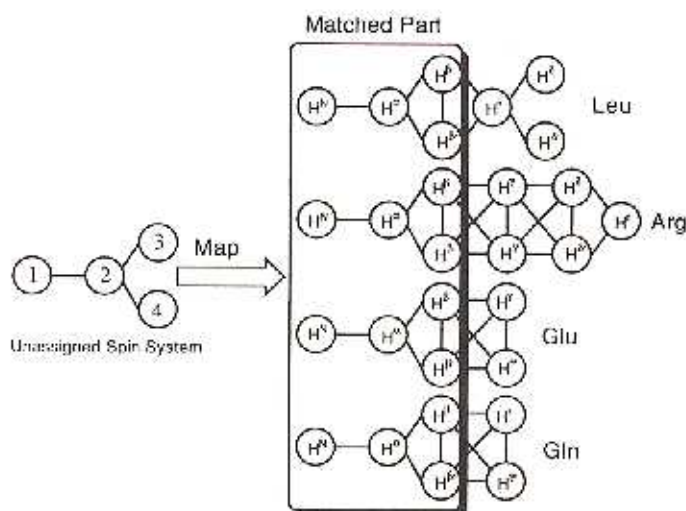 Matched Part
H^N H^α H^β H^β H^γ H^δ H^δ Leu
H^N H^α H^β H^β H^γ H^γ H^δ H^δ H^ε Arg
1 2 3 4
Map
Unassigned Spin System
H^N H^α H^β H^β H^γ Glu
H^N H^α H^β H^γ Gln